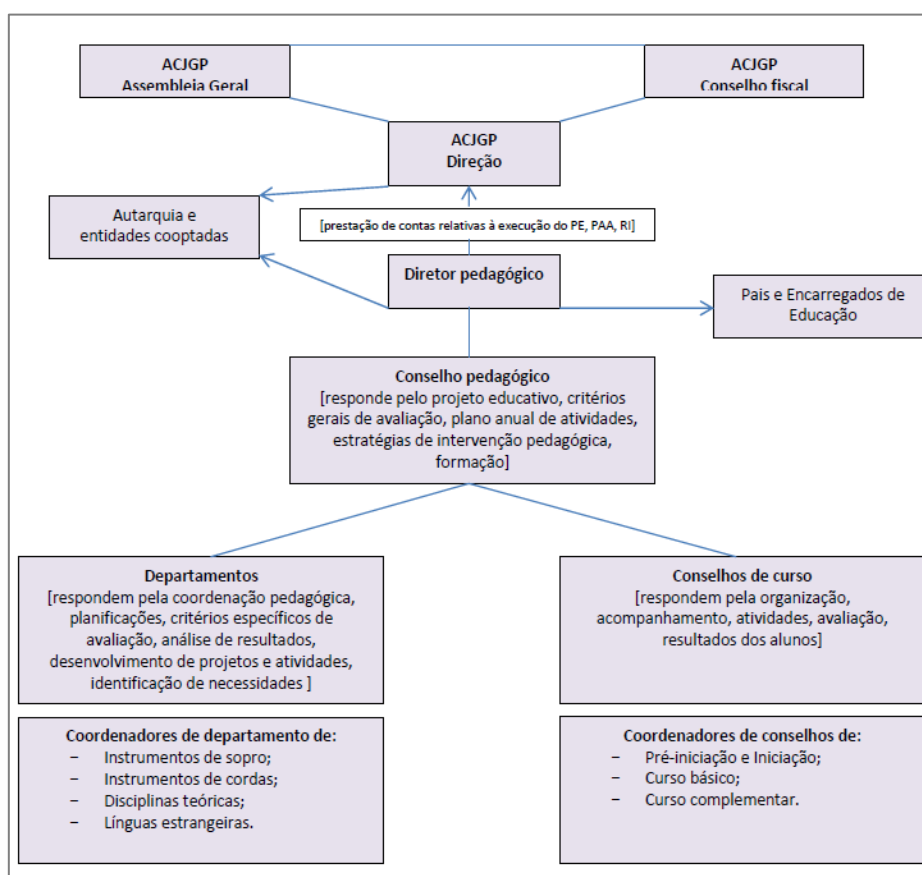 ACJGP
Assembleia Geral
ACJGP
Conselho fiscal
ACJGP
Direção
Autarquia e
entidades cooptadas
[prestação de contas relativas à execução do PE, PAA, RI]
Diretor pedagógico
Pais e Encarregados de
Educação
Conselho pedagógico
[responde pelo projeto educativo, critérios
gerais de avaliação, plano anual de atividades,
estratégias de intervenção pedagógica,
formação]
Departamentos
[respondem pela coordenação pedagógica,
planificações, critérios específicos de
avaliação, análise de resultados,
desenvolvimento de projetos e atividades,
identificação de necessidades ]
Conselhos de curso
[respondem pela organização,
acompanhamento, atividades, avaliação,
resultados dos alunos]
Coordenadores de departamento de:
− Instrumentos de sopro;
− Instrumentos de cordas;
− Disciplinas teóricas;
− Línguas estrangeiras.
Coordenadores de conselhos de:
− Pré-iniciação e Iniciação;
− Curso básico;
− Curso complementar.